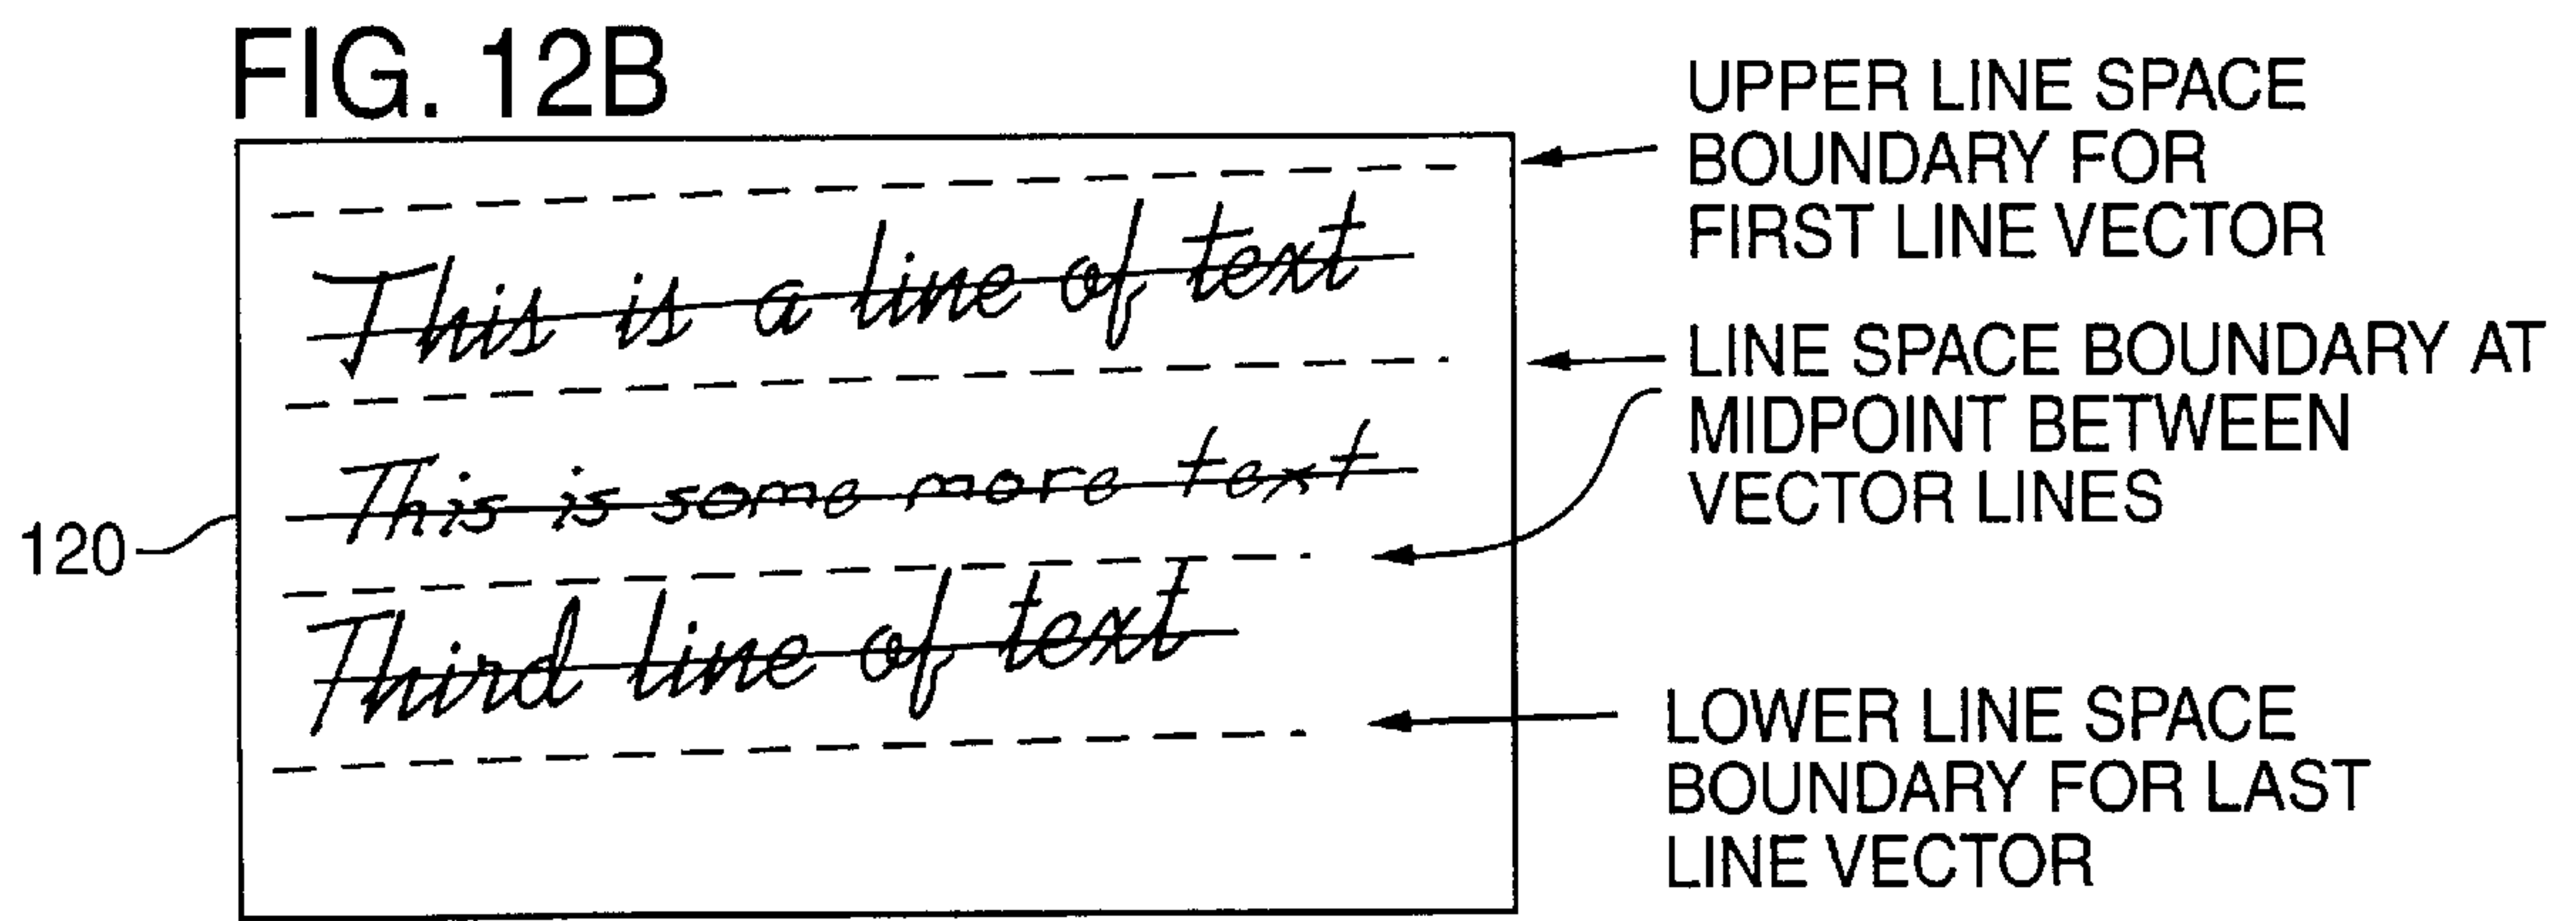 FIG. 12B
UPPER LINE SPACE
BOUNDARY FOR
FIRST LINE VECTOR
This is a line of text
LINE SPACE BOUNDARY AT
MIDPOINT BETWEEN
VECTOR LINES
This is some more text
120
Third line of text
LOWER LINE SPACE
BOUNDARY FOR LAST
LINE VECTOR